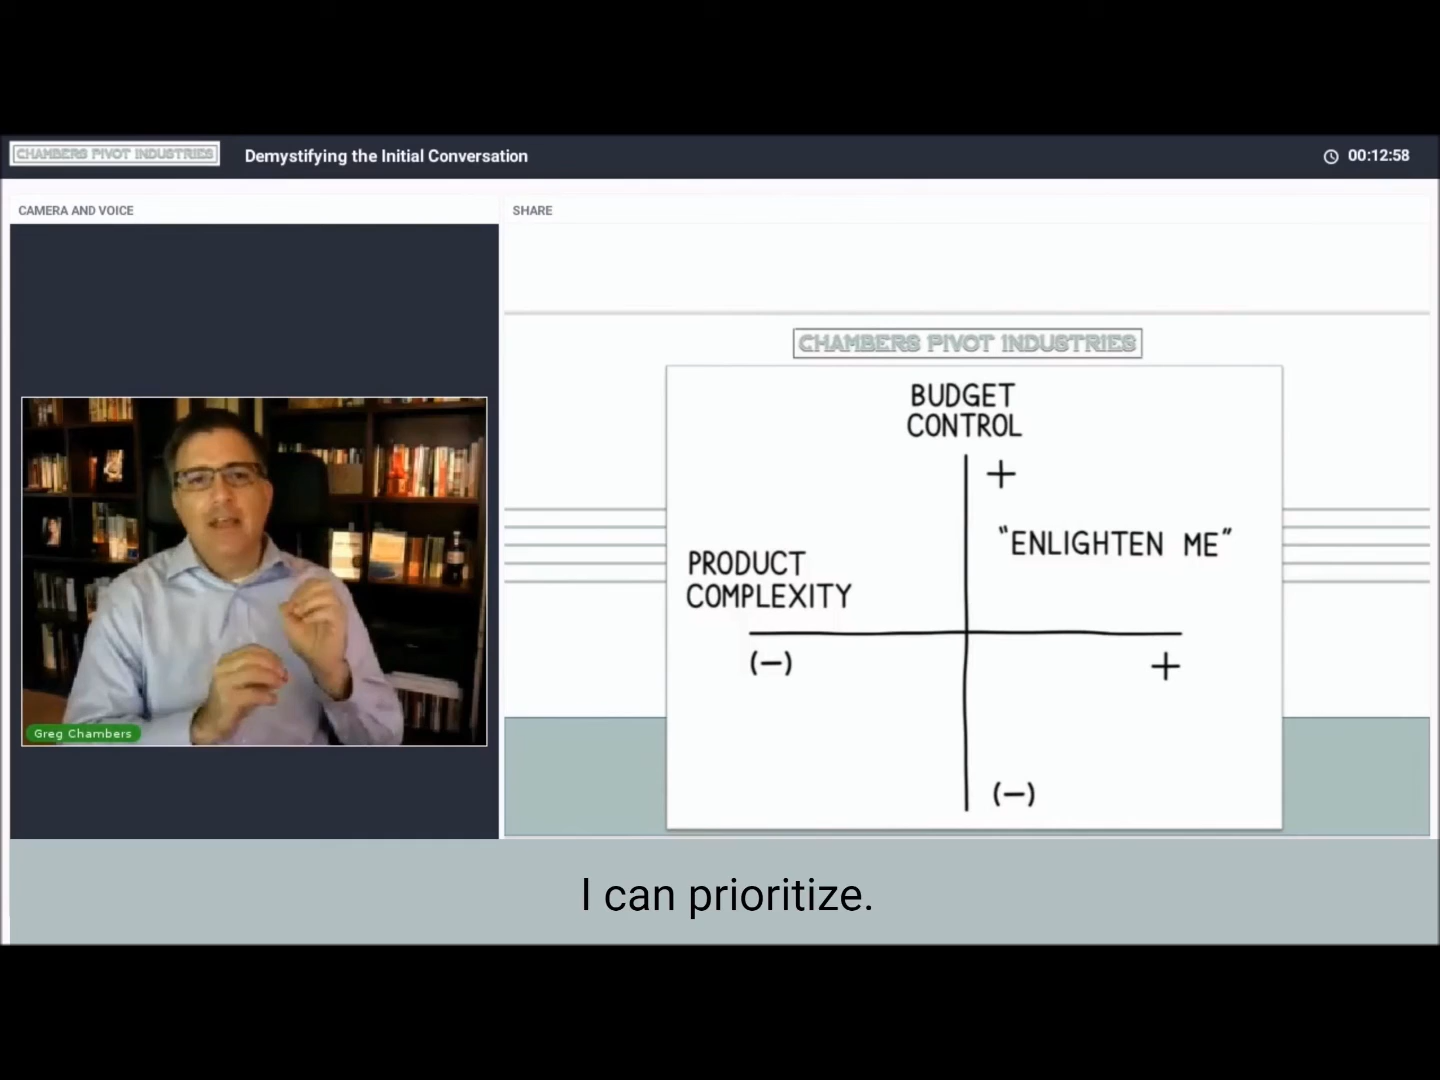 CHAMBERS PIVOT INDUSTRIES
Demystifying the Initial Conversation
00:12:58
CAMERA AND VOICE
SHARE
CHAMBERS PIVOT INDUSTRIES
BUDGET
CONTROL
+
“ENLIGHTEN ME”
PRODUCT
COMPLEXITY
(−)
+
(−)
Greg Chambers
I can prioritize.